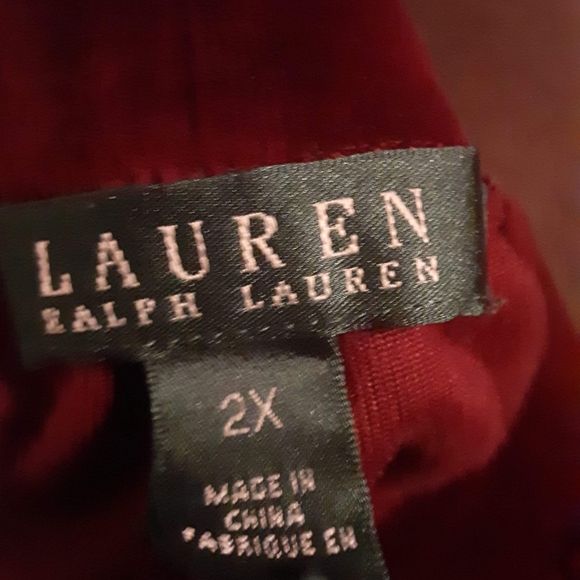 LAUREN
RALPH LAUREN
2X
MADE IN
CHINA
FABRIQUE EN